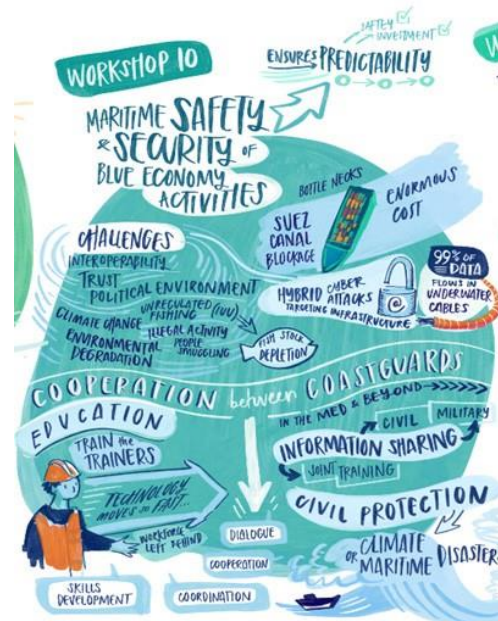 WORKSHOP 10
SAFETY
INVESTMENT
ENSURES PREDICTABILITY
MARITIME SAFETY
& SECURITY OF
BLUE ECONOMY
ACTIVITIES
BOTTLE NECKS
ENORMOUS
COST
SUEZ
CANAL
BLOCKAGE
CHALLENGES
INTEROPERABILITY
TRUST
POLITICAL ENVIRONMENT
CLIMATE CHANGE
UNREGULATED (IUU)
FISHING
ILLEGAL ACTIVITY
ENVIRONMENTAL
DEGRADATION
PEOPLE
SMUGGLING
FISH STOCK
DEPLETION
HYBRID CYBER
ATTACKS
TARGETING INFRASTRUCTURE
99% OF
DATA
FLOWS IN
UNDERWATER
CABLES
COOPERATION between COASTGUARDS
IN THE MED & BEYOND
EDUCATION
TRAIN the
TRAINERS
TECHNOLOGY
MOVES SO FAST...
WORKFORCE
LEFT BEHIND
SKILLS
DEVELOPMENT
DIALOGUE
COOPERATION
COORDINATION
CIVIL
MILITARY
INFORMATION SHARING
JOINT TRAINING
CIVIL PROTECTION
OR CLIMATE
MARITIME DISASTER
W